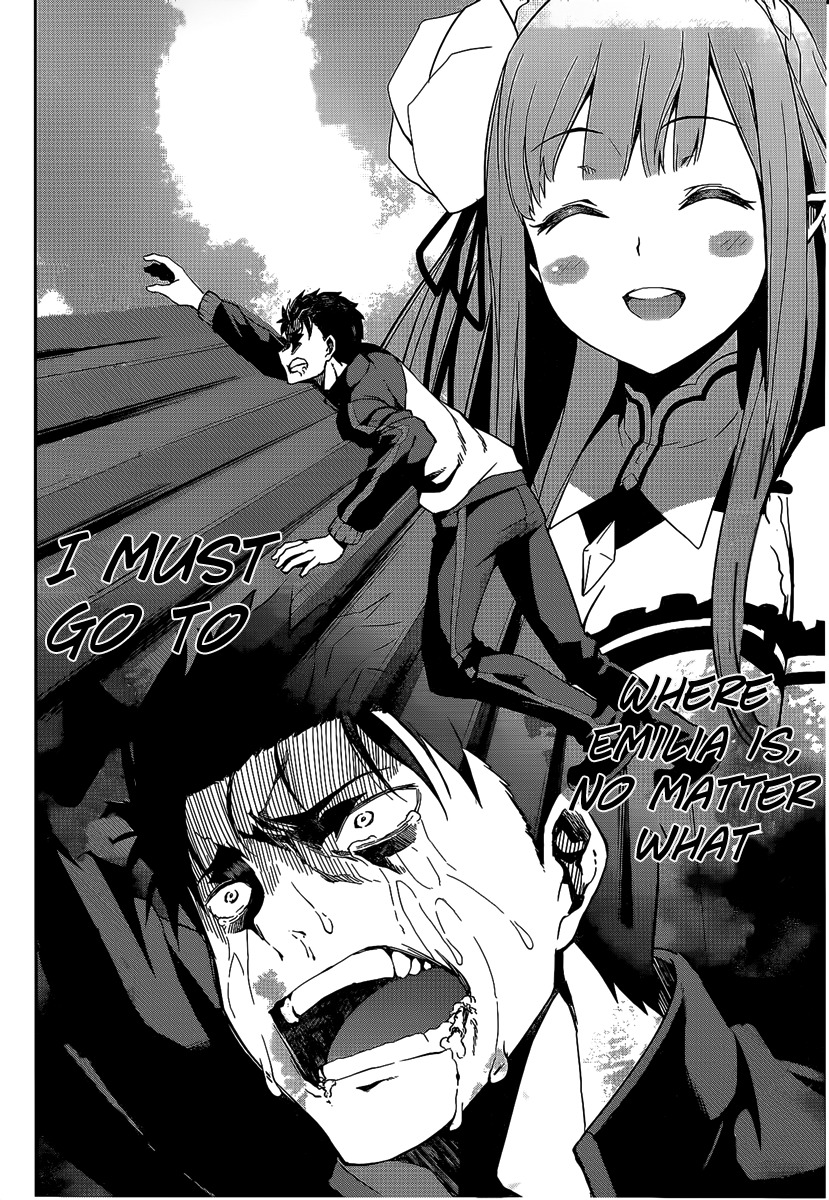 I MUST
GO TO
WHERE
EMILIA IS,
NO MATTER
WHAT